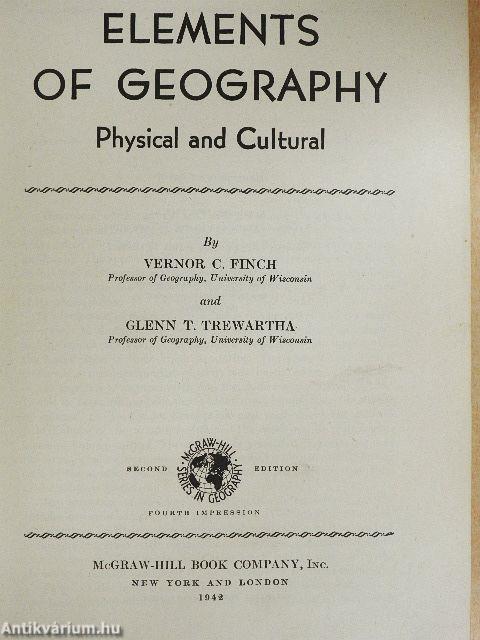 ELEMENTS
OF GEOGRAPHY
Physical and Cultural
By
VERNOR C. FINCH
Professor of Geography, University of Wisconsin
and
GLENN T. TREWARTHA
Professor of Geography, University of Wisconsin
SECOND EDITION
McGRAW-HILL
SERIES IN GEOGRAPHY
FOURTH IMPRESSION
McGRAW-HILL BOOK COMPANY, Inc.
NEW YORK AND LONDON
1942
Antikvárium.hu